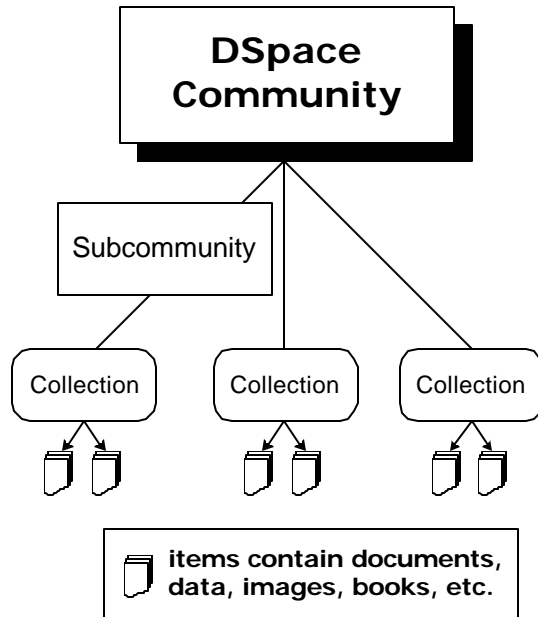 DSpace
Community
Subcommunity
Collection
Collection
Collection
items contain documents,
data, images, books, etc.